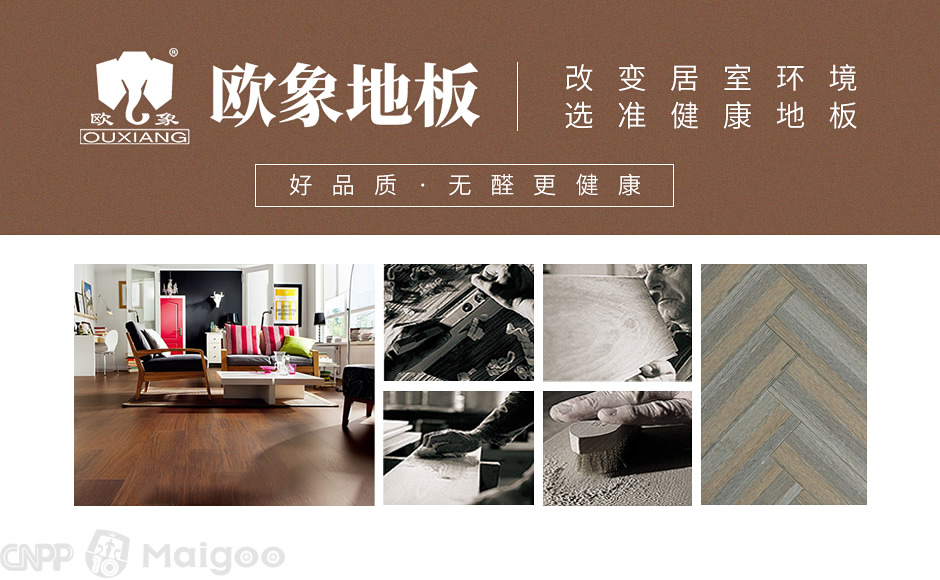 ®
欧象
OUXIANG
欧象地板
改变居室环境
选准健康地板
好品质·无醛更健康
CNPP Maigoo